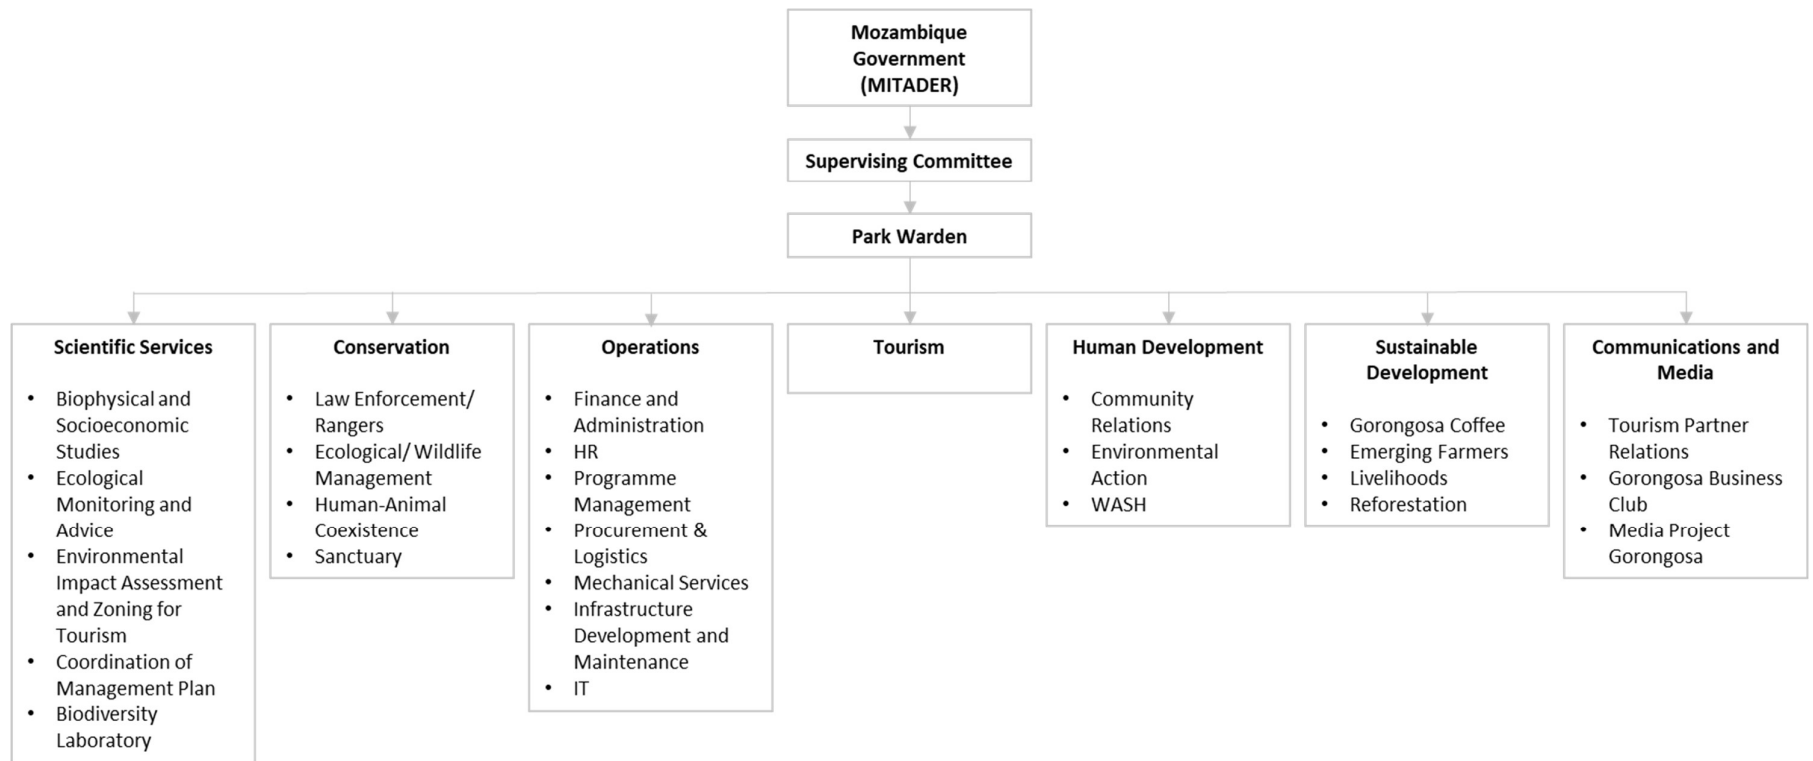 Mozambique
Government
(MITADER)
Supervising Committee
Park Warden
Scientific Services
• Biophysical and
Socioeconomic
Studies
• Ecological
Monitoring and
Advice
• Environmental
Impact Assessment
and Zoning for
Tourism
• Coordination of
Management Plan
• Biodiversity
Laboratory
Conservation
• Law Enforcement/
Rangers
• Ecological/ Wildlife
Management
• Human-Animal
Coexistence
• Sanctuary
Operations
• Finance and
Administration
• HR
• Programme
Management
• Procurement &
Logistics
• Mechanical Services
• Infrastructure
Development and
Maintenance
• IT
Tourism
Human Development
• Community
Relations
• Environmental
Action
• WASH
Sustainable
Development
• Gorongosa Coffee
• Emerging Farmers
• Livelihoods
• Reforestation
Communications and
Media
• Tourism Partner
Relations
• Gorongosa Business
Club
• Media Project
Gorongosa